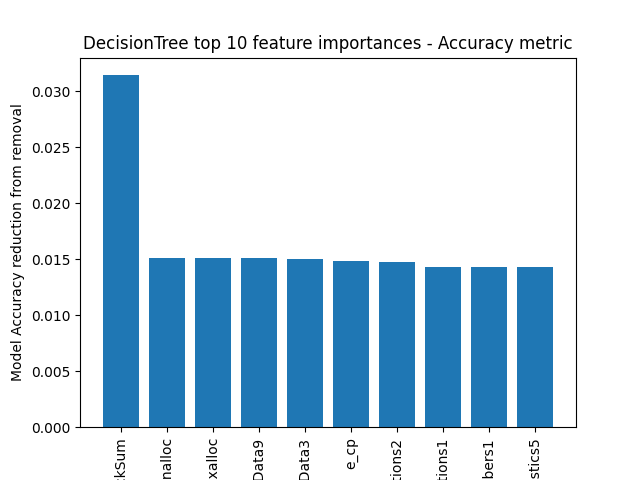 DecisionTree top 10 feature importances - Accuracy metric
Model Accuracy reduction from removal
0.030
0.025
0.020
0.015
0.010
0.005
0.000
kSum
nalloc
xalloc
Data9
Data3
e_cp
tions2
tions1
bers1
stics5